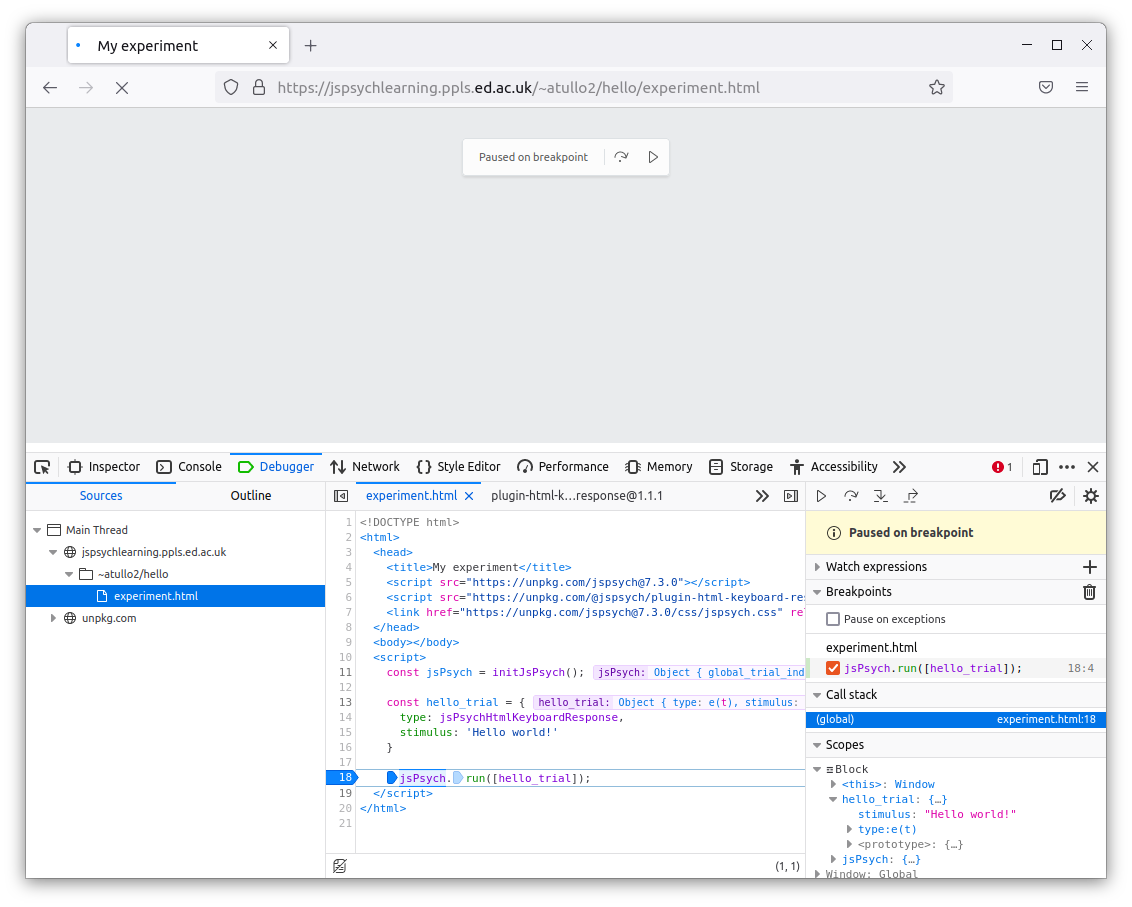 My experiment
https://jspsychlearning.ppls.ed.ac.uk/~atullo2/hello/experiment.html
Paused on breakpoint
Inspector Console Debugger Network Style Editor Performance Memory Storage Accessibility 1
Sources Outline
Main Thread
jspsychlearning.ppls.ed.ac.uk
~atullo2/hello
experiment.html
unpkg.com
experiment.html plugin-html-k…response@1.1.1
1 <!DOCTYPE html>
2 <html>
3 <head>
4 <title>My experiment</title>
5 <script src="https://unpkg.com/jspsych@7.3.0"></script>
6 <script src="https://unpkg.com/@jspsych/plugin-html-keyboard-res
7 <link href="https://unpkg.com/jspsych@7.3.0/css/jspsych.css" rel
8 </head>
9 <body></body>
10 <script>
11 const jsPsych = initJsPsych(); jsPsych: Object { global_trial_ind
12
13 const hello_trial = { hello_trial: Object { type: e(t), stimulus:
14 type: jsPsychHtmlKeyboardResponse,
15 stimulus: 'Hello world!'
16 }
17
18 jsPsych.run([hello_trial]);
19 </script>
20 </html>
21
(1, 1)
Paused on breakpoint
Watch expressions
Breakpoints
Pause on exceptions
experiment.html
jsPsych.run([hello_trial]); 18:4
Call stack
(global) experiment.html:18
Scopes
Block
<this>: Window
hello_trial: {…}
stimulus: "Hello world!"
type:e(t)
<prototype>: {…}
jsPsych: {…}
Window: Global